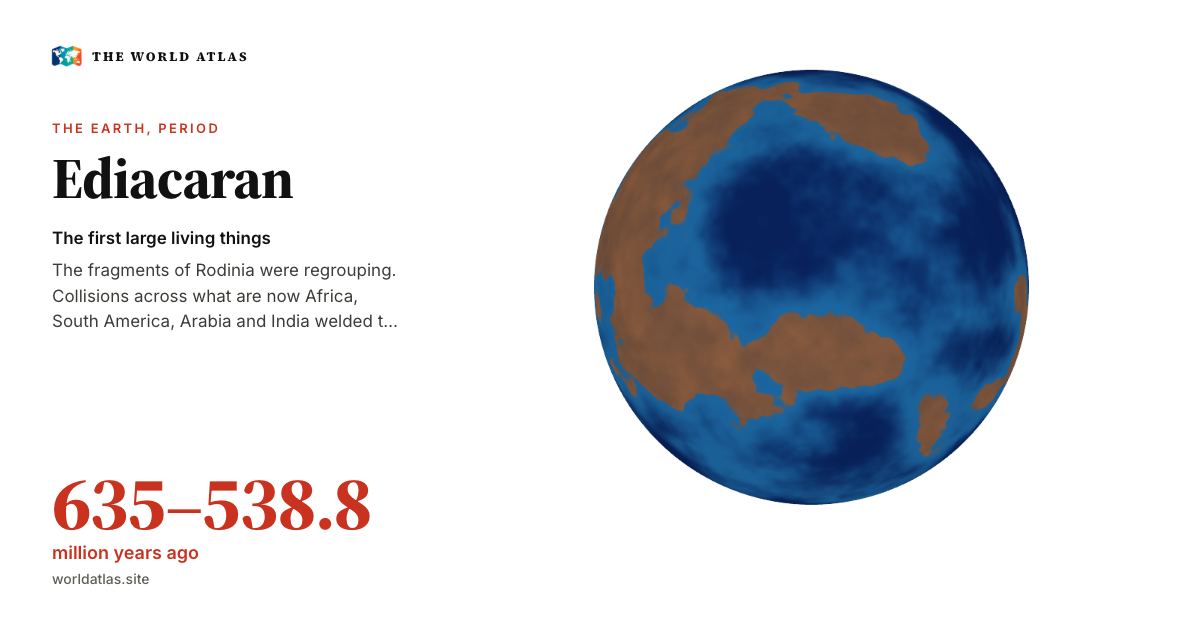 THE WORLD ATLAS
THE EARTH, PERIOD
Ediacaran
The first large living things
The fragments of Rodinia were regrouping.
Collisions across what are now Africa,
South America, Arabia and India welded t...
635–538.8
million years ago
worldatlas.site